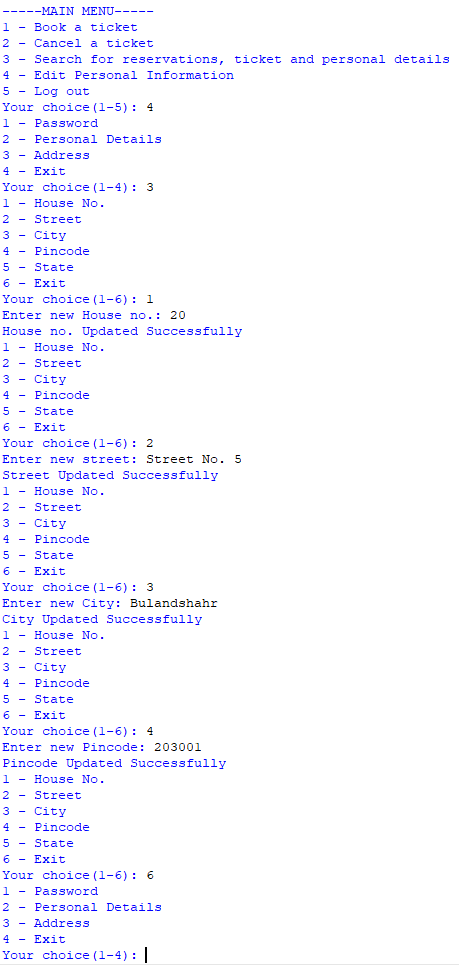 -----MAIN MENU-----
1 - Book a ticket
2 - Cancel a ticket
3 - Search for reservations, ticket and personal details
4 - Edit Personal Information
5 - Log out
Your choice(1-5): 4
1 - Password
2 - Personal Details
3 - Address
4 - Exit
Your choice(1-4): 3
1 - House No.
2 - Street
3 - City
4 - Pincode
5 - State
6 - Exit
Your choice(1-6): 1
Enter new House no.: 20
House no. Updated Successfully
1 - House No.
2 - Street
3 - City
4 - Pincode
5 - State
6 - Exit
Your choice(1-6): 2
Enter new street: Street No. 5
Street Updated Successfully
1 - House No.
2 - Street
3 - City
4 - Pincode
5 - State
6 - Exit
Your choice(1-6): 3
Enter new City: Bulandshahr
City Updated Successfully
1 - House No.
2 - Street
3 - City
4 - Pincode
5 - State
6 - Exit
Your choice(1-6): 4
Enter new Pincode: 203001
Pincode Updated Successfully
1 - House No.
2 - Street
3 - City
4 - Pincode
5 - State
6 - Exit
Your choice(1-6): 6
1 - Password
2 - Personal Details
3 - Address
4 - Exit
Your choice(1-4):